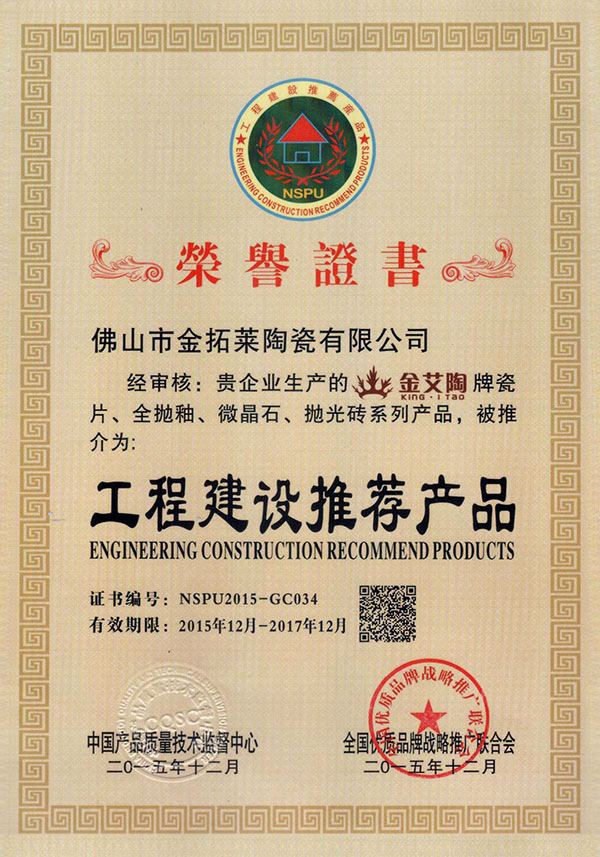 工程建設推薦産品
NSPU
ENGINEERING CONSTRUCTION RECOMMEND PRODUCTS
榮譽證書
佛山市金拓莱陶瓷有限公司
经审核：贵企业生产的 金艾陶 牌瓷
KING·ITAO
片、全抛釉、微晶石、抛光砖系列产品，被推
介为：
工程建设推荐产品
ENGINEERING CONSTRUCTION RECOMMEND PRODUCTS
证书编号：NSPU2015-GC034
有效期限：2015年12月-2017年12月
COSC
中国产品质量技术监督中心
二〇一五年十二月
全国优质品牌战略推广联合会
二〇一五年十二月